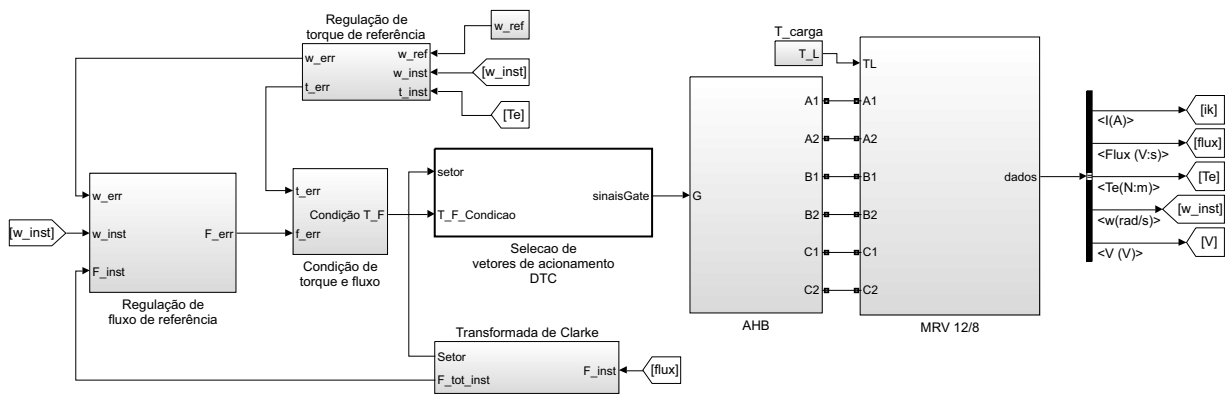 Regulação de
torque de referência
w_err
t_err
w_ref
w_inst
t_inst
w_ref
[w_inst]
[Te]
T_carga
T_L
TL
A1
A2
B1
B2
C1
C2
G
AHB
A1
A2
B1
B2
C1
C2
dados
MRV 12/8
<I(A)>
[ik]
<Flux (V:s)>
[flux]
<Te(N:m)>
[Te]
<w(rad/s)>
[w_inst]
<V (V)>
[V]
[w_inst]
w_err
w_inst
F_inst
F_err
Regulação de
fluxo de referência
t_err
f_err
Condição T_F
Condição de
torque e fluxo
setor
T_F_Condicao
sinaisGate
Selecao de
vetores de acionamento
DTC
Transformada de Clarke
Setor
F_tot_inst
F_inst
[flux]